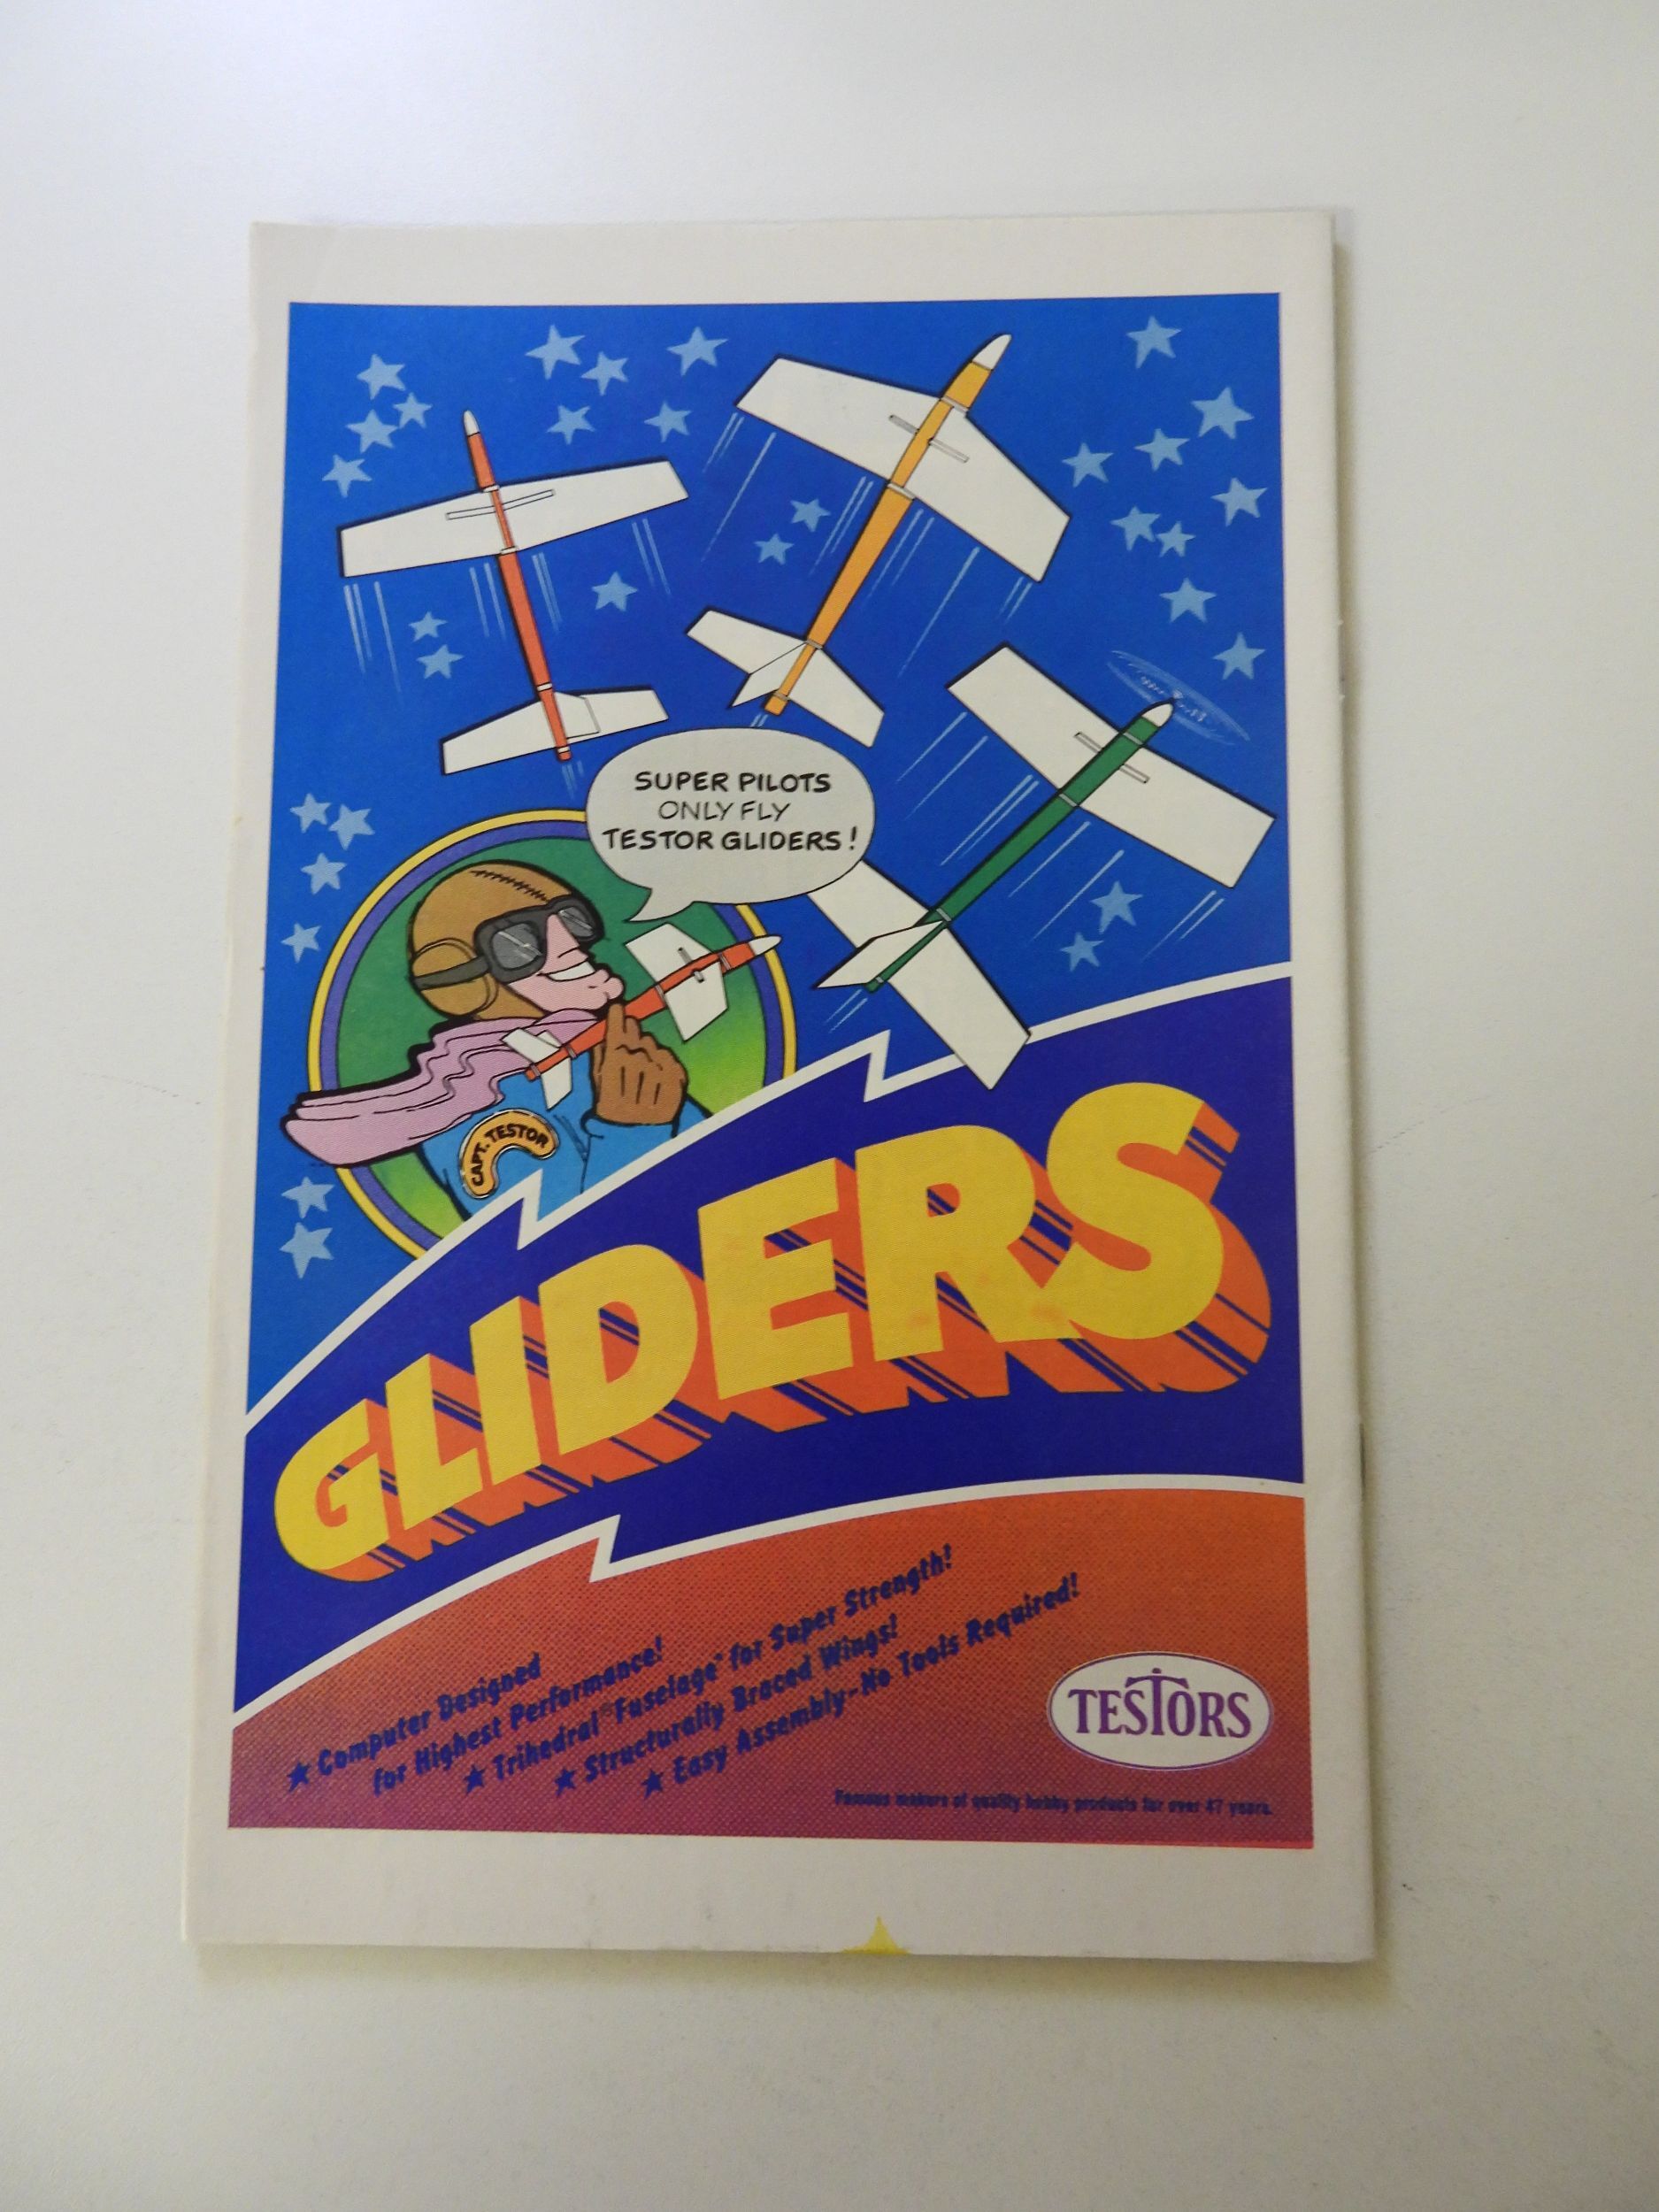 SUPER PILOTS
ONLY FLY
TESTOR GLIDERS!
CAPT. TESTOR
GLIDERS
★ Computer Designed
for Highest Performance!
★ Trihedral® Fuselage™ for Super Strength!
★ Structurally Braced Wings!
★ Easy Assembly-No Tools Required!
TESTORS
Famous makers of quality hobby products for over 47 years.